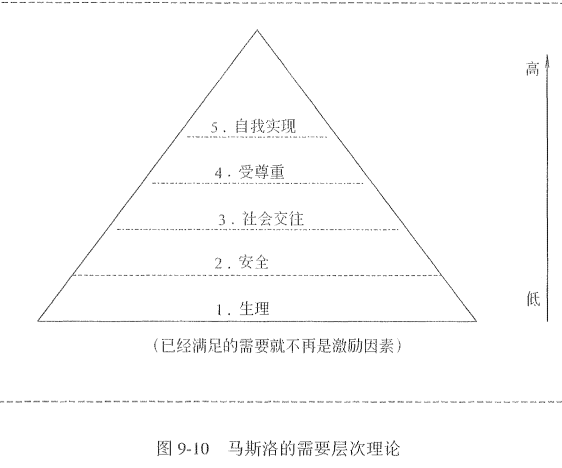 高
5．自我实现
4．受尊重
3．社会交往
2．安全
低
1．生理
（已经满足的需要就不再是激励因素）
图 9-10 马斯洛的需要层次理论